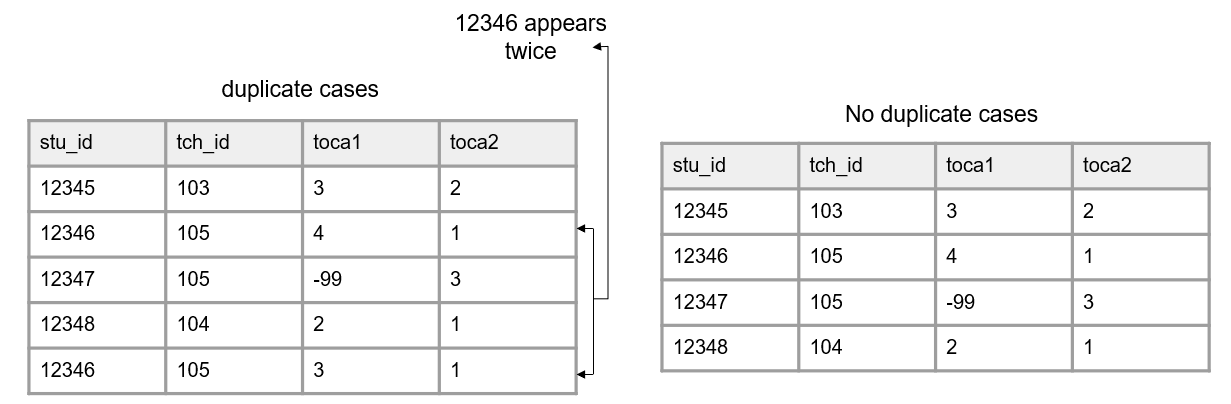 12346 appears
twice
duplicate cases
stu_id tch_id toca1 toca2
12345 103 3 2
12346 105 4 1
12347 105 -99 3
12348 104 2 1
12346 105 3 1
No duplicate cases
stu_id tch_id toca1 toca2
12345 103 3 2
12346 105 4 1
12347 105 -99 3
12348 104 2 1